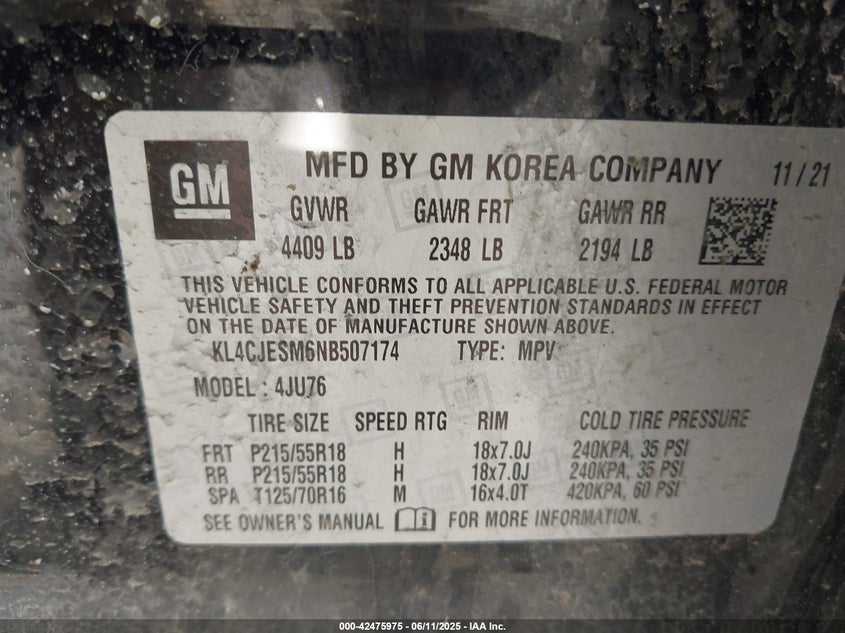 GM
MFD BY GM KOREA COMPANY 11/21
GVWR GAWR FRT GAWR RR
4409 LB 2348 LB 2194 LB
THIS VEHICLE CONFORMS TO ALL APPLICABLE U.S. FEDERAL MOTOR
VEHICLE SAFETY AND THEFT PREVENTION STANDARDS IN EFFECT
ON THE DATE OF MANUFACTURE SHOWN ABOVE.
KL4CJESM6NB507174 TYPE: MPV
MODEL: 4JU76
TIRE SIZE SPEED RTG RIM COLD TIRE PRESSURE
FRT P215/55R18 H 18x7.0J 240KPA, 35 PSI
RR P215/55R18 H 18x7.0J 240KPA, 35 PSI
SPA T125/70R16 M 16x4.0T 420KPA, 60 PSI
SEE OWNER'S MANUAL i FOR MORE INFORMATION.
000-42475975 - 06/11/2025 - IAA Inc.